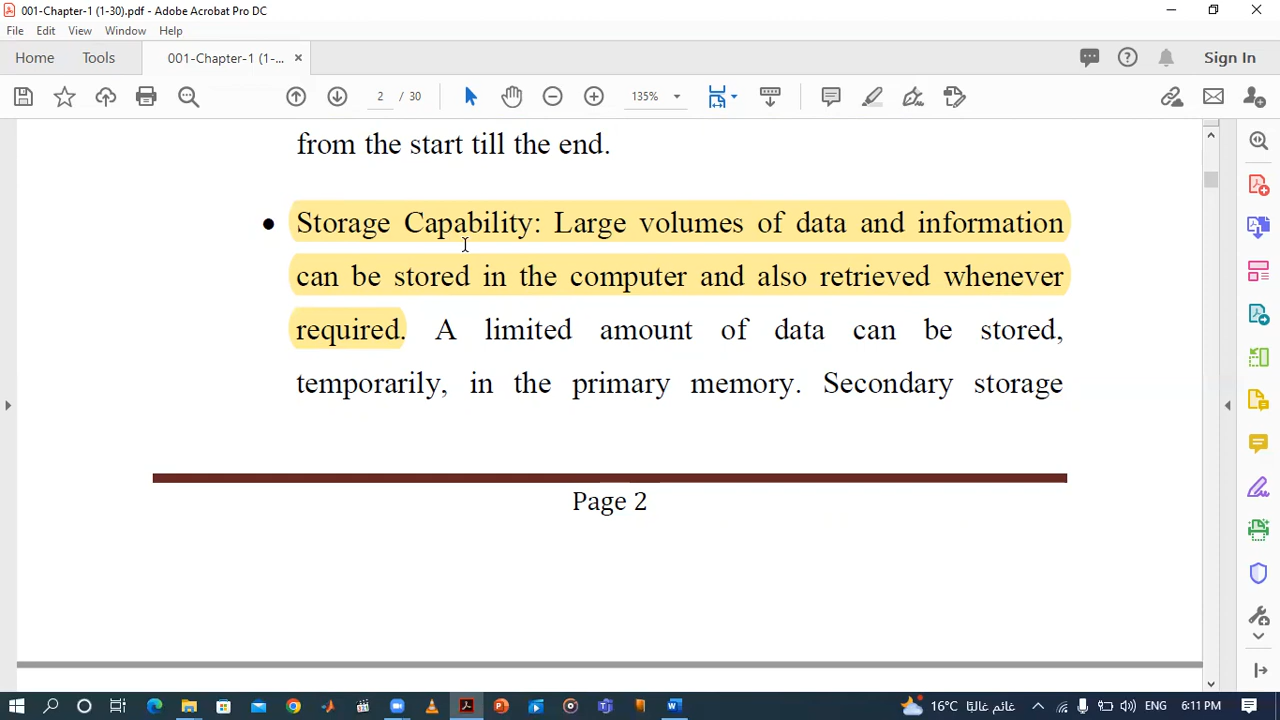 001-Chapter-1 (1-30).pdf - Adobe Acrobat Pro DC
File Edit View Window Help
Home Tools 001-Chapter-1 (1-... Sign In
2 / 30 135%
from the start till the end.
• Storage Capability: Large volumes of data and information
can be stored in the computer and also retrieved whenever
required. A limited amount of data can be stored,
temporarily, in the primary memory. Secondary storage
Page 2
16°C غائم غالبًا ENG 6:11 PM